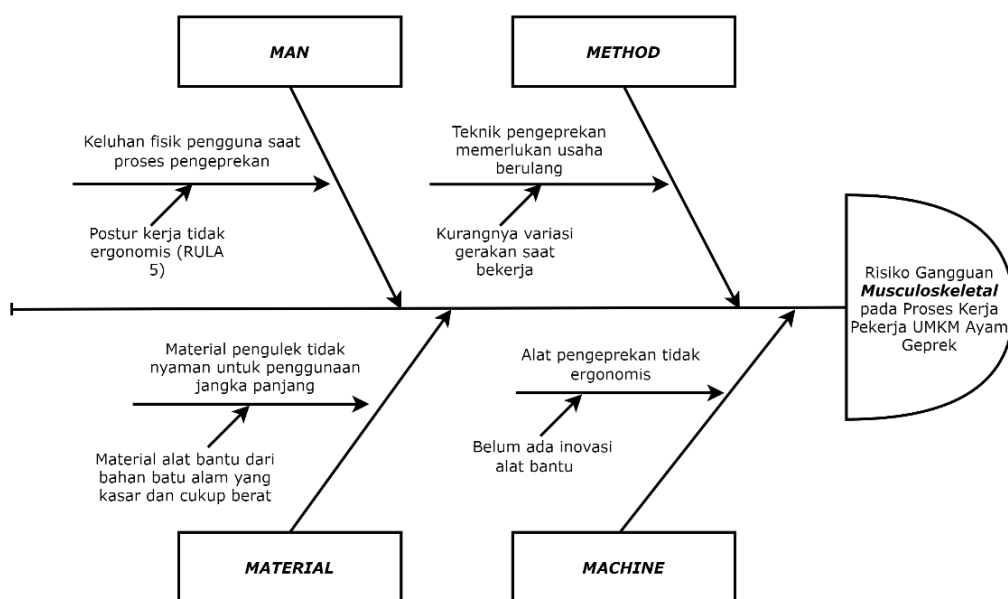 MAN
METHOD
Keluhan fisik pengguna saat
proses pengeprekan
Postur kerja tidak
ergonomis (RULA
5)
Teknik pengeprekan
memerlukan usaha
berulang
Kurangnya variasi
gerakan saat
bekerja
Risiko Gangguan
Musculoskeletal
pada Proses Kerja
Pekerja UMKM Ayam
Geprek
Material pengulek tidak
nyaman untuk penggunaan
jangka panjang
Material alat bantu dari
bahan batu alam yang
kasar dan cukup berat
Alat pengeprekan tidak
ergonomis
Belum ada inovasi
alat bantu
MATERIAL
MACHINE